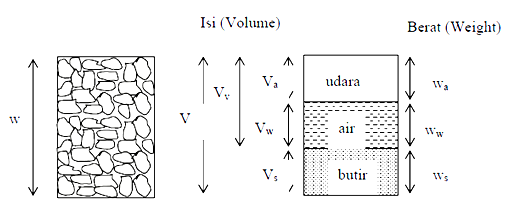 Isi (Volume)
Berat (Weight)
w
V
Vv
Va
udara
wa
Vw
air
ww
Vs
butir
ws